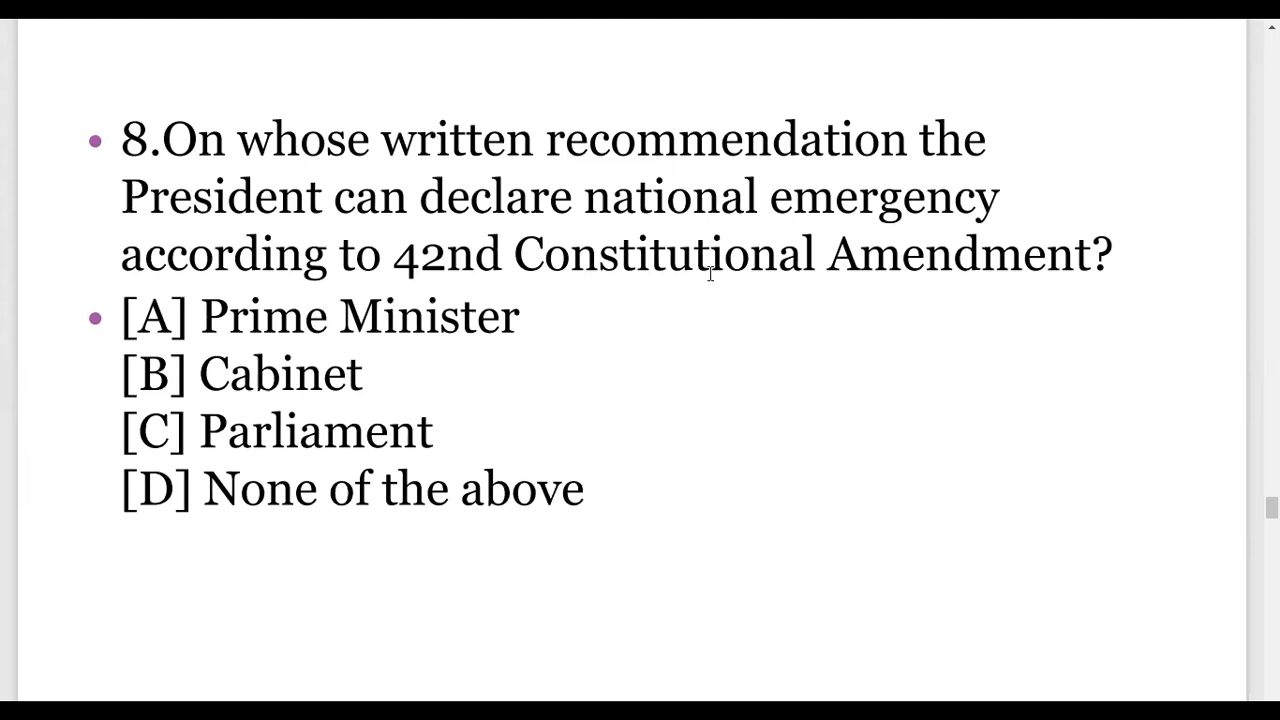 • 8.On whose written recommendation the
President can declare national emergency
according to 42nd Constitutional Amendment?
• [A] Prime Minister
[B] Cabinet
[C] Parliament
[D] None of the above